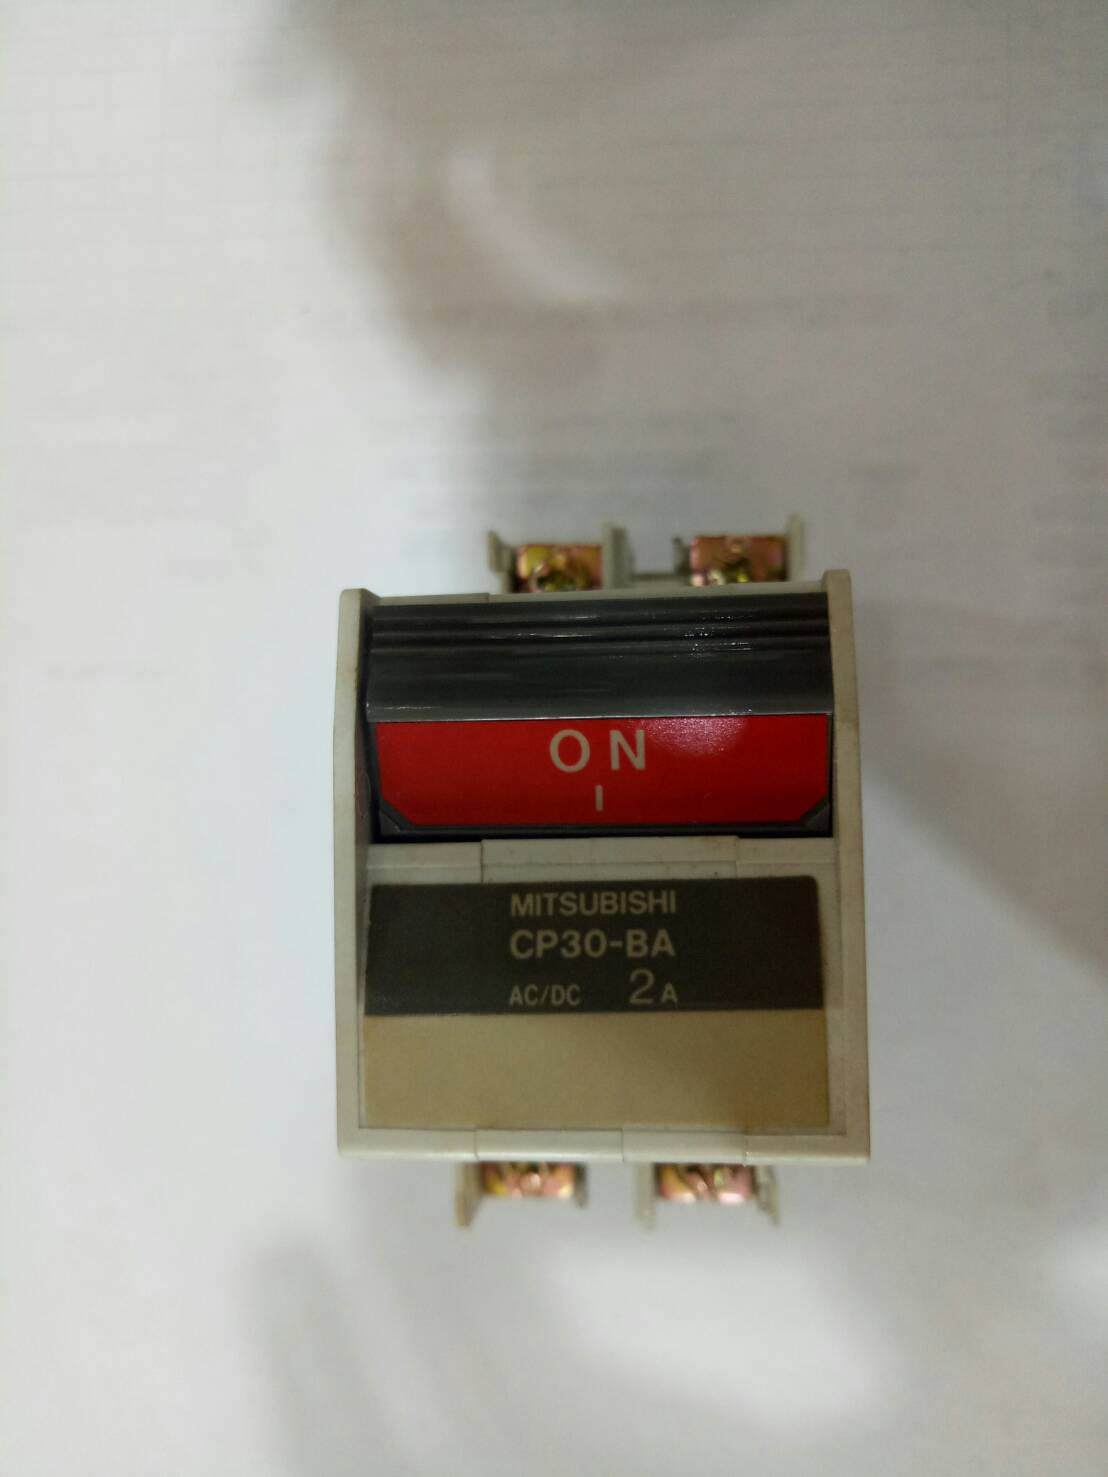 ON
I
MITSUBISHI
CP30-BA
AC/DC 2A